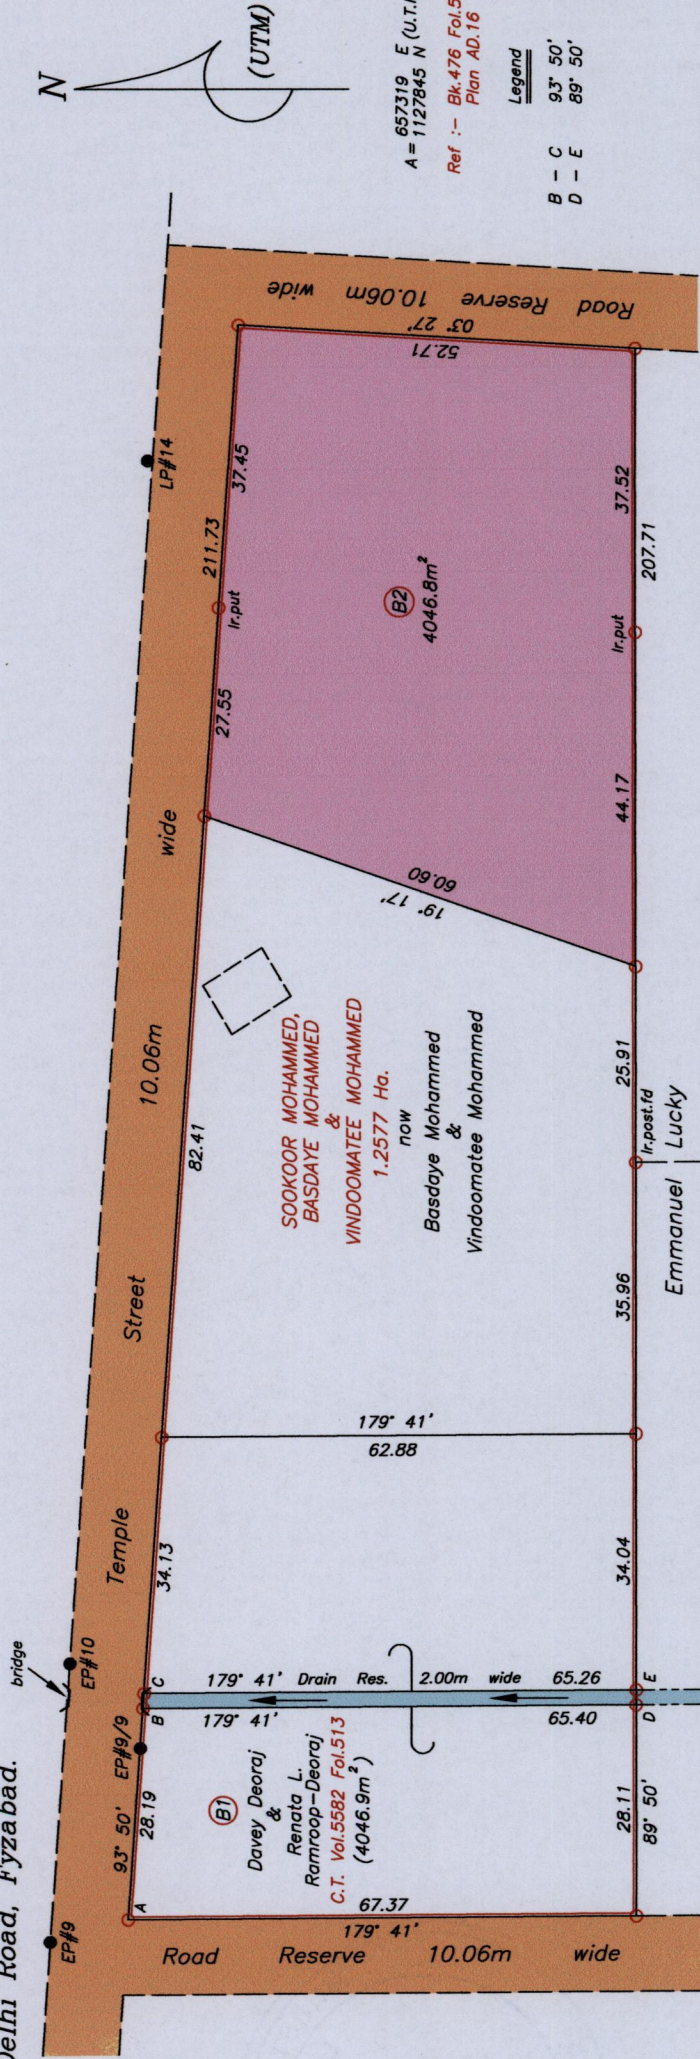 Delhi Road, Fyzabad.
N
(UTM)
A = 657319 E
1127845 N
Ref :- Bk.476
Plan AD.16
Legend
B - C 93° 50'
D - E 89° 50'
bridge
EP#9
EP#9/9
EP#10
LP#14
Temple Street 10.06m wide
93° 50'
28.19
A
B
C
34.13
82.41
27.55
211.73
37.45
Ir.put
Road Reserve 10.06m wide
67.37
179° 41'
B1
Davey Deoraj
&
Renata L.
Ramroop-Deoraj
C.T. Vol.5582 Fol.513
(4046.9m²)
179° 41' Drain Res. 2.00m wide 65.26
179° 41' 65.40
179° 41'
62.88
SOOKOOR MOHAMMED,
BASDAYE MOHAMMED
&
VINDOOMATEE MOHAMMED
1.2577 Ha.
now
Basdaye Mohammed
&
Vindoomatee Mohammed
19° 17'
60.60
B2
4046.8m²
52.71
03° 27'
Road Reserve 10.06m wide
28.11
D
E
34.04
35.96
25.91
44.17
37.52
89° 50'
Ir.post.fd
Ir.put
207.71
Emmanuel Lucky